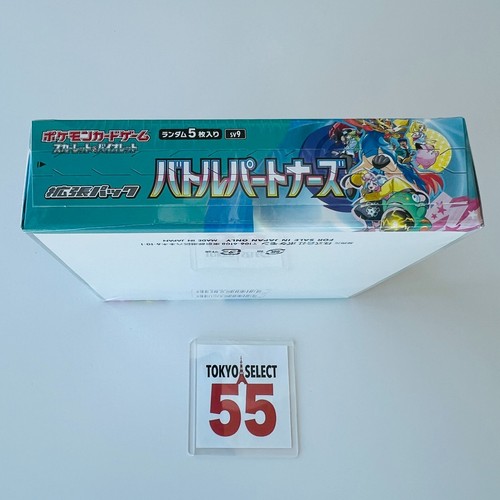 ポケモンカードゲーム
スカーレット&バイオレット
ランダム5枚入り
sv9
拡張パック
バトルパートナーズ
FOR SALE IN JAPAN ONLY. MADE IN JAPAN
TOKYO SELECT
55